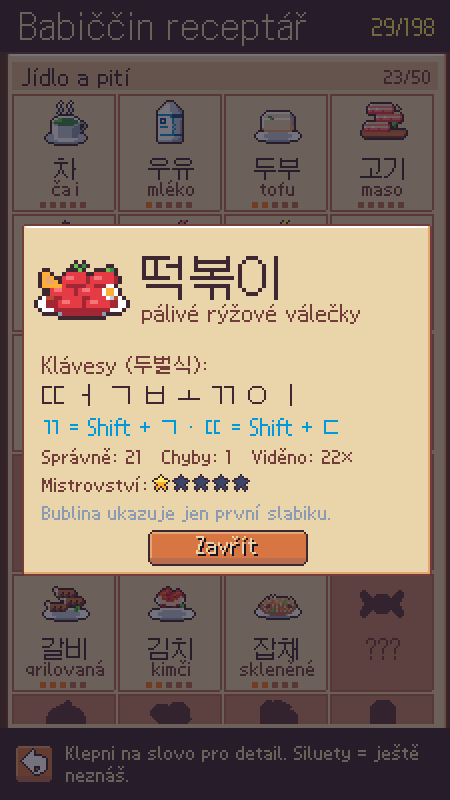 Babiččin receptář 29/198
Jídlo a pití 23/50
차 우유 두부 고기
čaj mléko tofu maso
떡볶이
pálivé rýžové válečky
Klávesy (두벌식):
ㄸ ㅓ ㄱ ㅂ ㅗ ㄲ ㅇ ㅣ
ㄲ = Shift + ㄱ · ㄸ = Shift + ㄷ
Správně: 21 Chyby: 1 Viděno: 22×
Mistrovství:
Bublina ukazuje jen první slabiku.
Zavřít
갈비 김치 잡채 ???
grilovaná kimči skleněné
Klepni na slovo pro detail. Siluety = ještě
neznáš.